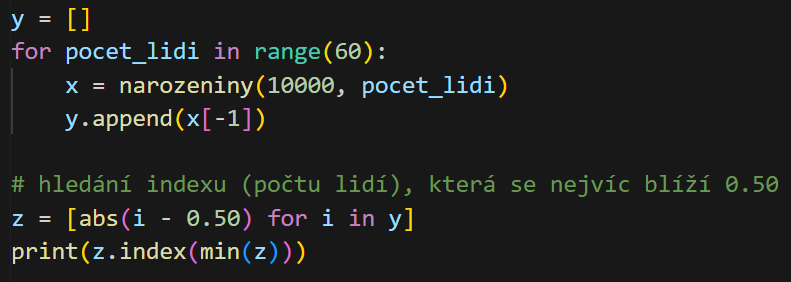 y = []
for pocet_lidi in range(60):
    x = narozeniny(10000, pocet_lidi)
    y.append(x[-1])

# hledání indexu (počtu lidí), která se nejvíc blíží 0.50
z = [abs(i - 0.50) for i in y]
print(z.index(min(z)))